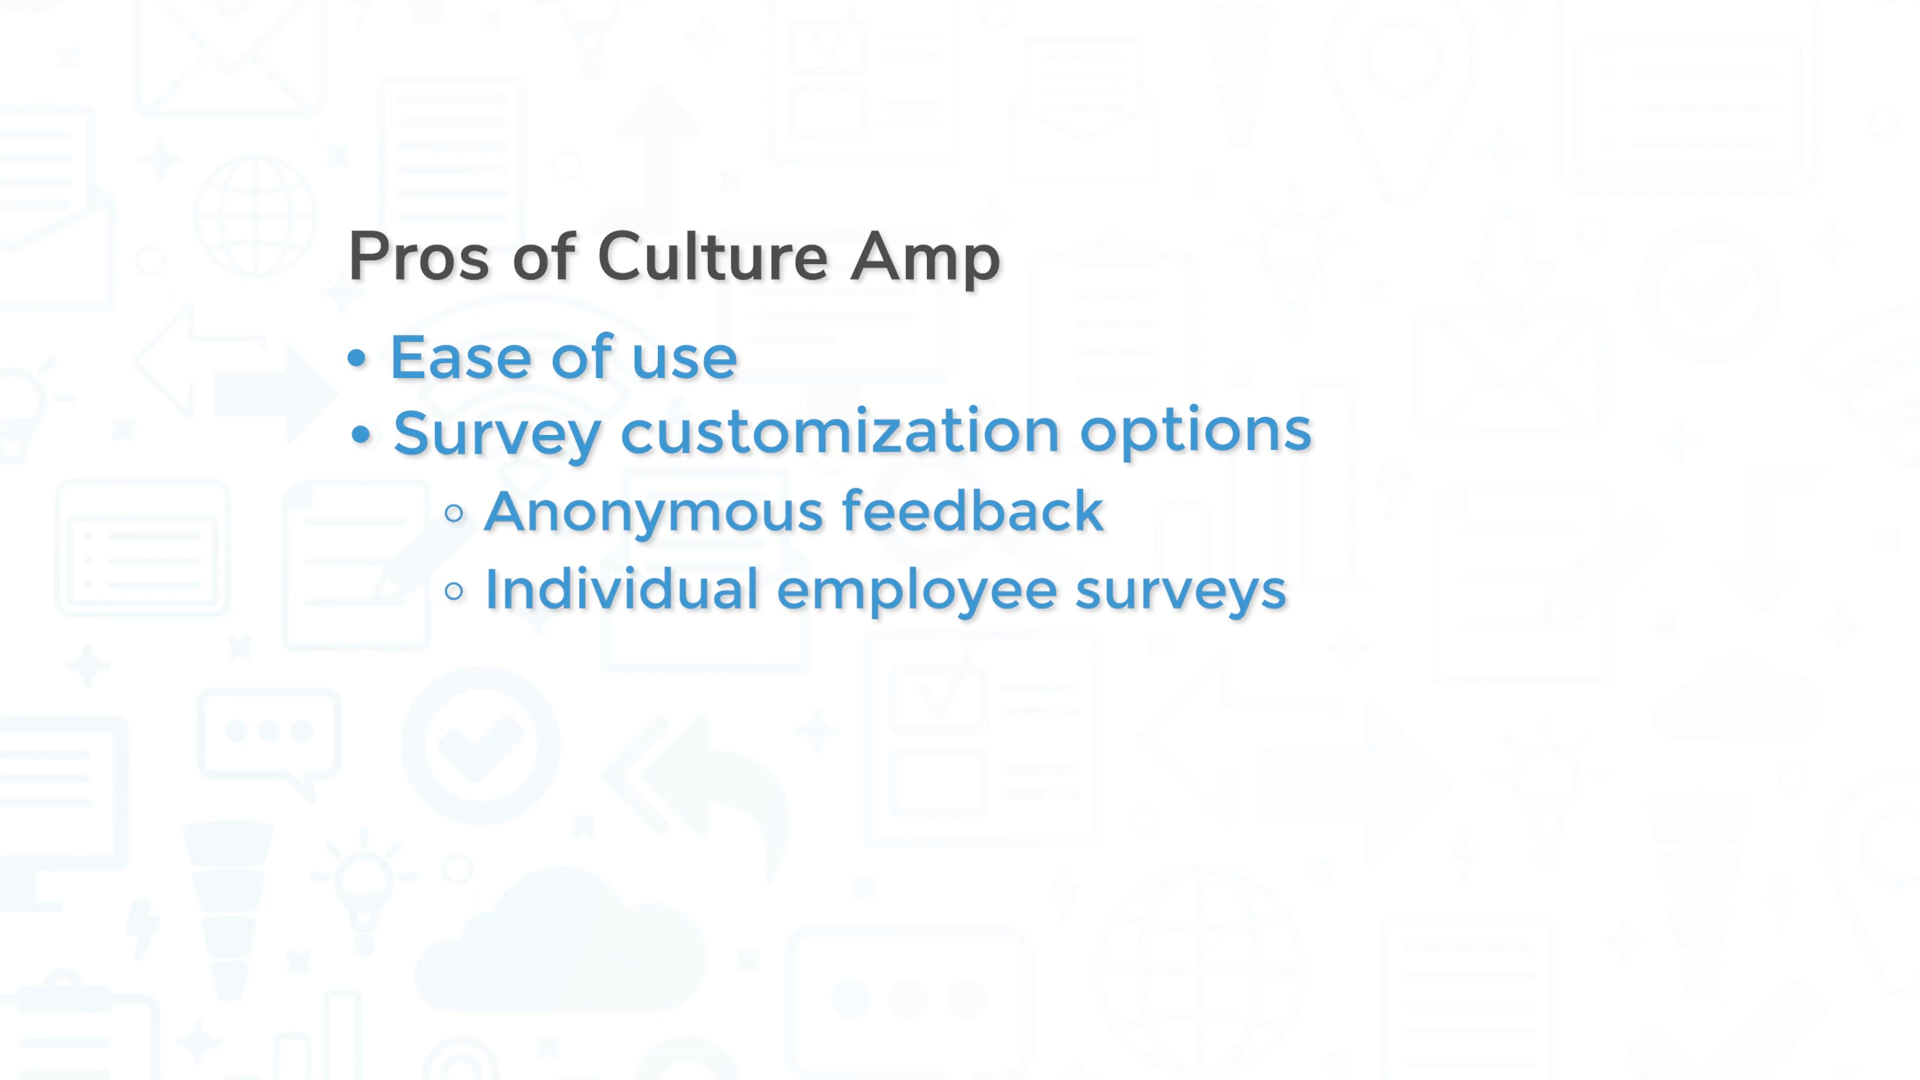 Pros of Culture Amp
• Ease of use
• Survey customization options
◦ Anonymous feedback
◦ Individual employee surveys